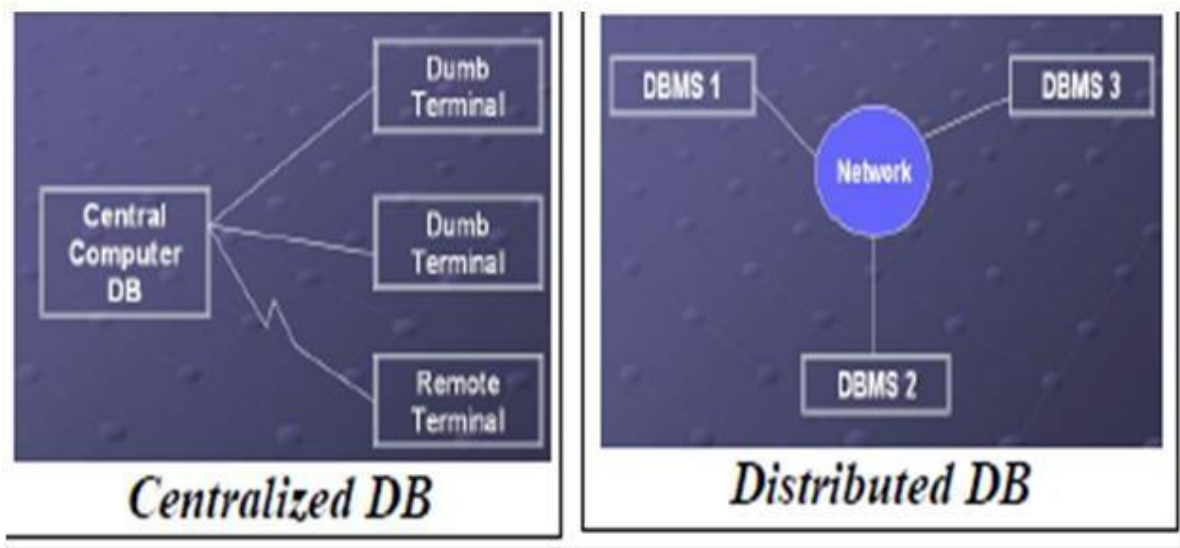 Central
Computer
DB
Dumb
Terminal
Dumb
Terminal
Remote
Terminal
Centralized DB
DBMS 1
Network
DBMS 3
DBMS 2
Distributed DB